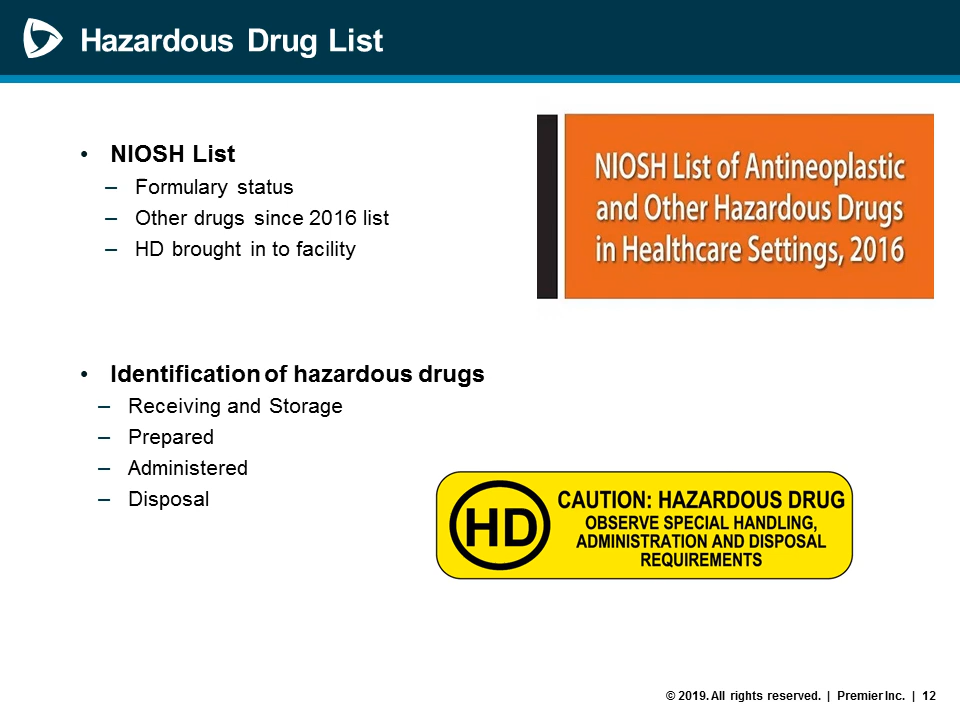 Hazardous Drug List
• NIOSH List
– Formulary status
– Other drugs since 2016 list
– HD brought in to facility
NIOSH List of Antineoplastic
and Other Hazardous Drugs
in Healthcare Settings, 2016
• Identification of hazardous drugs
– Receiving and Storage
– Prepared
– Administered
– Disposal
HD
CAUTION: HAZARDOUS DRUG
OBSERVE SPECIAL HANDLING,
ADMINISTRATION AND DISPOSAL
REQUIREMENTS
© 2019. All rights reserved. | Premier Inc. | 12